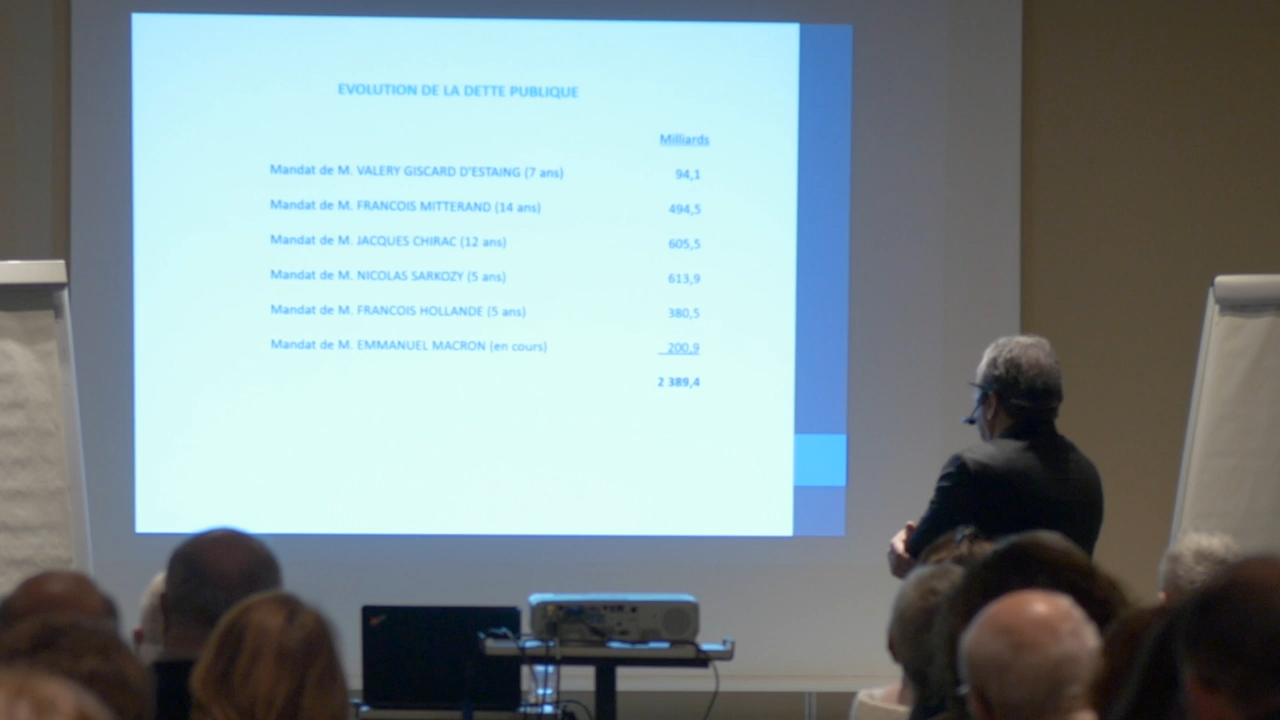 EVOLUTION DE LA DETTE PUBLIQUE
Milliards
Mandat de M. VALERY GISCARD D'ESTAING (7 ans) 94,1
Mandat de M. FRANCOIS MITTERAND (14 ans) 494,5
Mandat de M. JACQUES CHIRAC (12 ans) 605,5
Mandat de M. NICOLAS SARKOZY (5 ans) 613,9
Mandat de M. FRANCOIS HOLLANDE (5 ans) 380,5
Mandat de M. EMMANUEL MACRON (en cours) 200,9
2 389,4